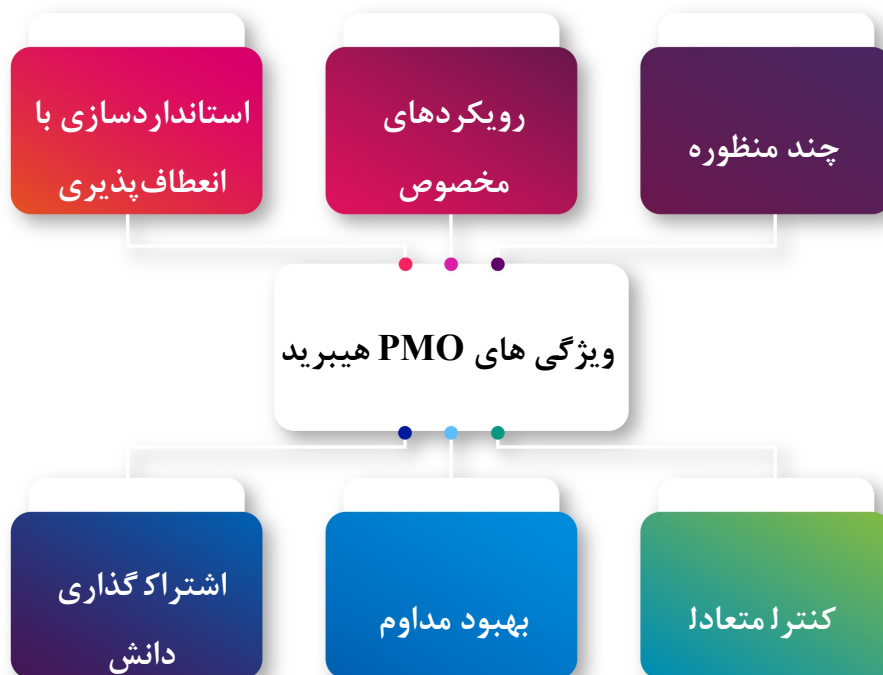 چند منظوره
رویکردهای
مخصوص
استانداردسازی با
انعطاف‌پذیری
ویژگی های PMO هیبرید
کنترل متعادل
بهبود مداوم
اشتراک گذاری
دانش